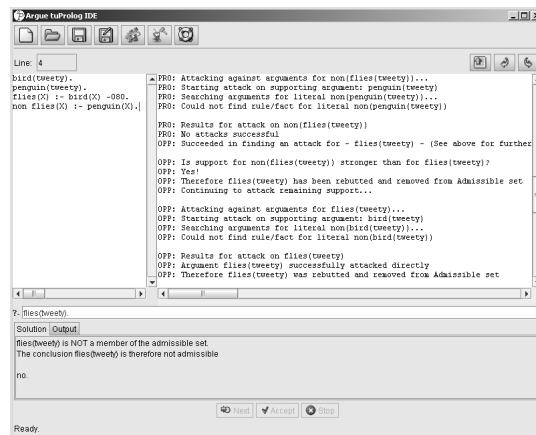 Argue tuProlog IDE
Line: 4
bird(tweety).
penguin(tweety).
flies(X) :- bird(X) -080.
non flies(X) :- penguin(X).
PRO: Attacking against arguments for non(flies(tweety))...
PRO: Starting attack on supporting argument: penguin(tweety)
PRO: Searching arguments for literal non(penguin(tweety))...
PRO: Could not find rule/fact for literal non(penguin(tweety))
PRO: Results for attack on non(flies(tweety))
PRO: No attacks successful
OPP: Succeeded in finding an attack for - flies(tweety) - (See above for further
OPP: Is support for non(flies(tweety)) stronger than for flies(tweety)?
OPP: Yes!
OPP: Therefore flies(tweety) has been rebutted and removed from Admissible set
OPP: Continuing to attack remaining support...
OPP: Attacking against arguments for flies(tweety)...
OPP: Starting attack on supporting argument: bird(tweety)
OPP: Searching arguments for literal non(bird(tweety))...
OPP: Could not find rule/fact for literal non(bird(tweety))
OPP: Results for attack on flies(tweety)
OPP: Argument flies(tweety) successfully attacked directly
OPP: Therefore flies(tweety) was rebutted and removed from Admissible set
?- flies(tweety).
Solution Output
flies(tweety) is NOT a member of the admissible set.
The conclusion flies(tweety) is therefore not admissible
no.
Next Accept Stop
Ready.